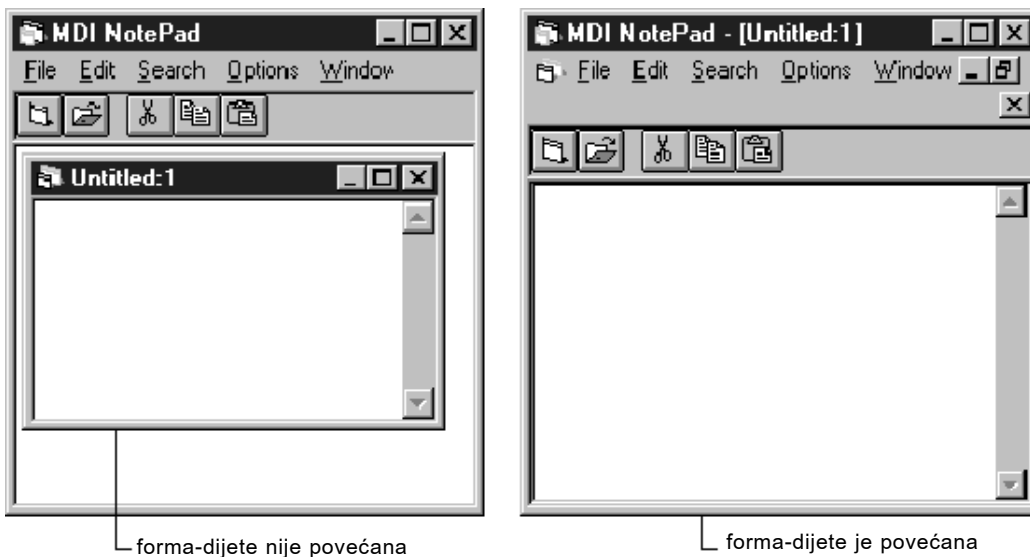 MDI NotePad
File Edit Search Options Window
Untitled:1
forma-dijete nije povećana
MDI NotePad - [Untitled:1]
File Edit Search Options Window
forma-dijete je povećana